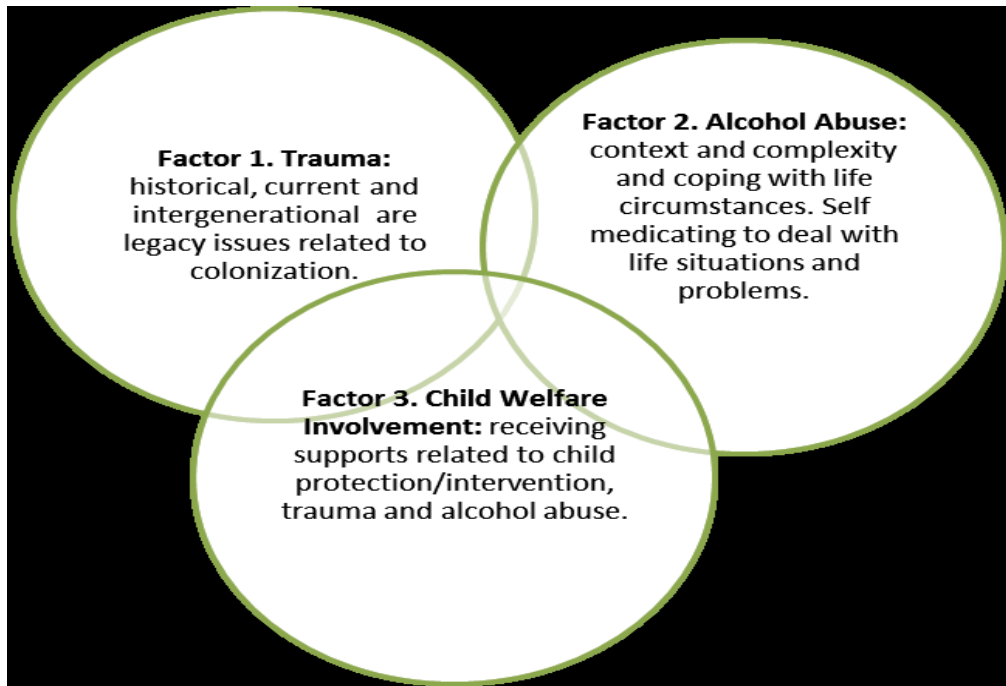 Factor 1. Trauma:
historical, current and
intergenerational are
legacy issues related to
colonization.
Factor 2. Alcohol Abuse:
context and complexity
and coping with life
circumstances. Self
medicating to deal with
life situations and
problems.
Factor 3. Child Welfare
Involvement: receiving
supports related to child
protection/intervention,
trauma and alcohol abuse.